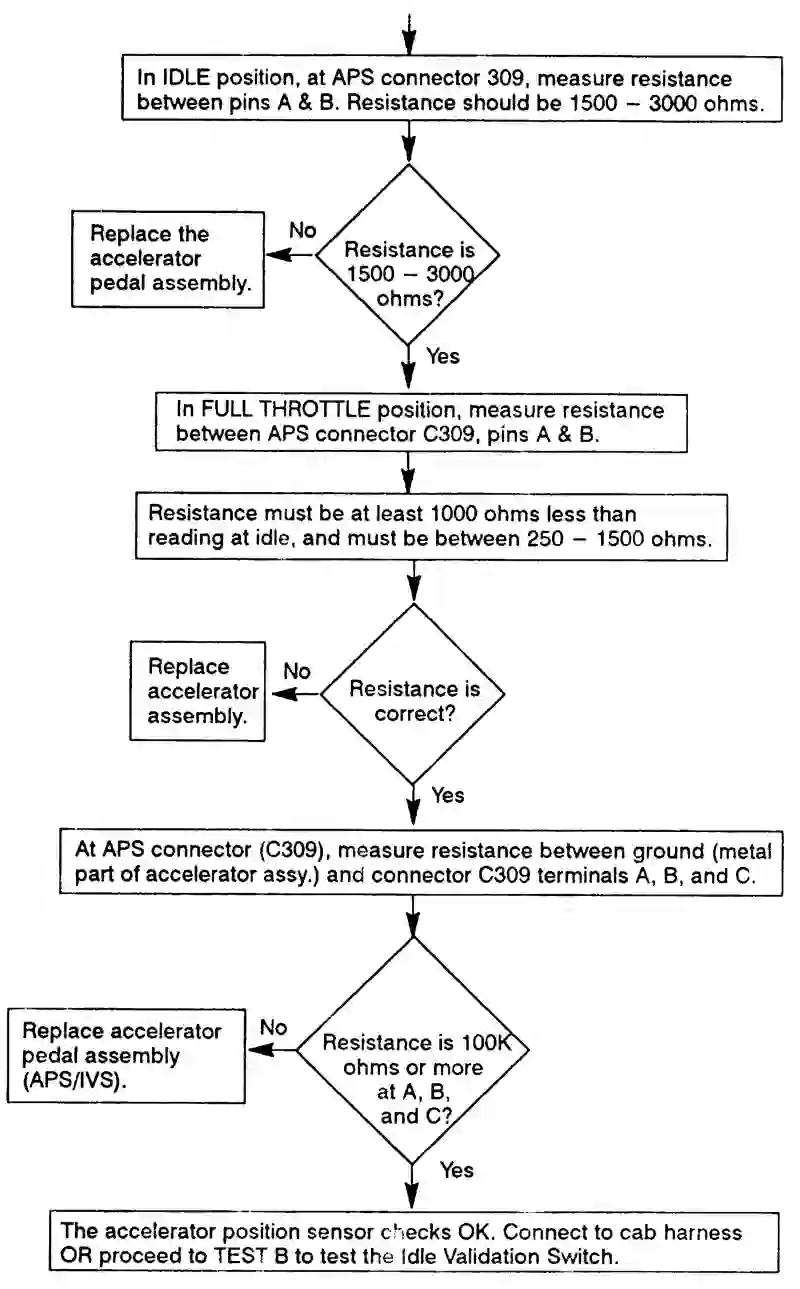 In IDLE position, at APS connector 309, measure resistance
between pins A & B. Resistance should be 1500 – 3000 ohms.
No
Replace the
accelerator
pedal assembly.
Resistance is
1500 – 3000
ohms?
Yes
In FULL THROTTLE position, measure resistance
between APS connector C309, pins A & B.
Resistance must be at least 1000 ohms less than
reading at idle, and must be between 250 – 1500 ohms.
No
Replace
accelerator
assembly.
Resistance is
correct?
Yes
At APS connector (C309), measure resistance between ground (metal
part of accelerator assy.) and connector C309 terminals A, B, and C.
No
Replace accelerator
pedal assembly
(APS/IVS).
Resistance is 100K
ohms or more
at A, B,
and C?
Yes
The accelerator position sensor checks OK. Connect to cab harness
OR proceed to TEST B to test the Idle Validation Switch.